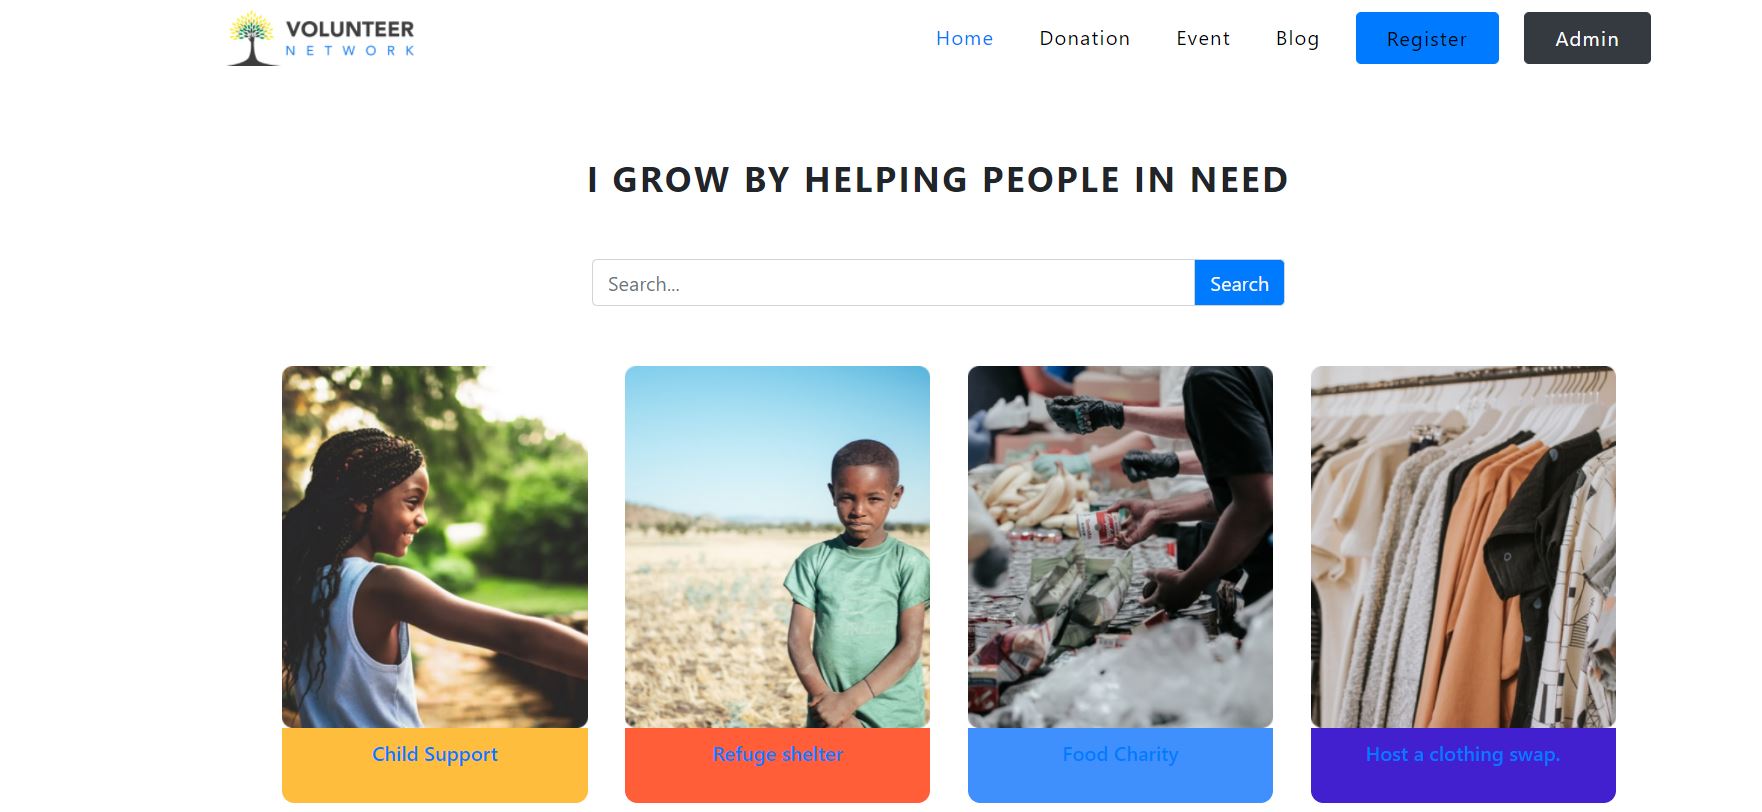 VOLUNTEER
NETWORK
Home Donation Event Blog Register Admin
I GROW BY HELPING PEOPLE IN NEED
Search... Search
Child Support Refuge shelter Food Charity Host a clothing swap.